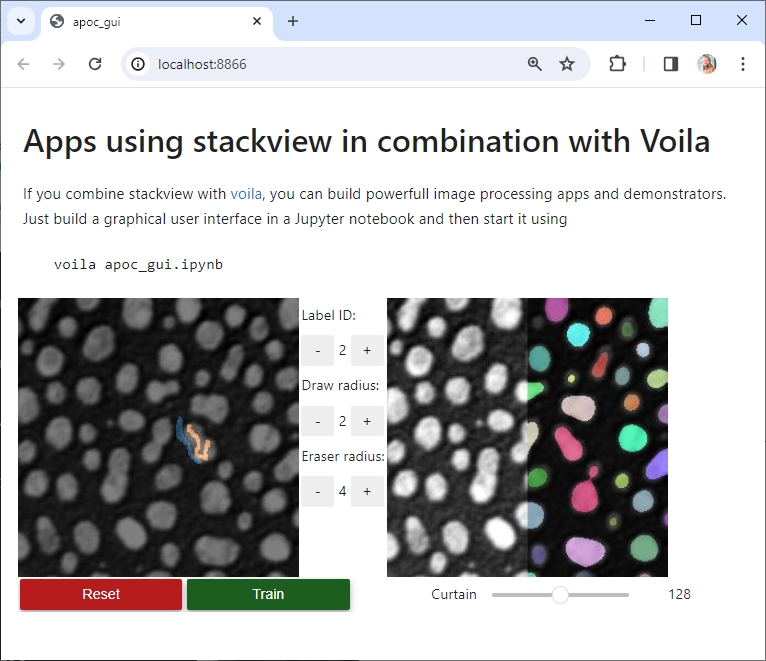 apoc_gui
localhost:8866
Apps using stackview in combination with Voila
If you combine stackview with voila, you can build powerfull image processing apps and demonstrators.
Just build a graphical user interface in a Jupyter notebook and then start it using
voila apoc_gui.ipynb
Label ID:
- 2 +
Draw radius:
- 2 +
Eraser radius:
- 4 +
Reset Train
Curtain 128